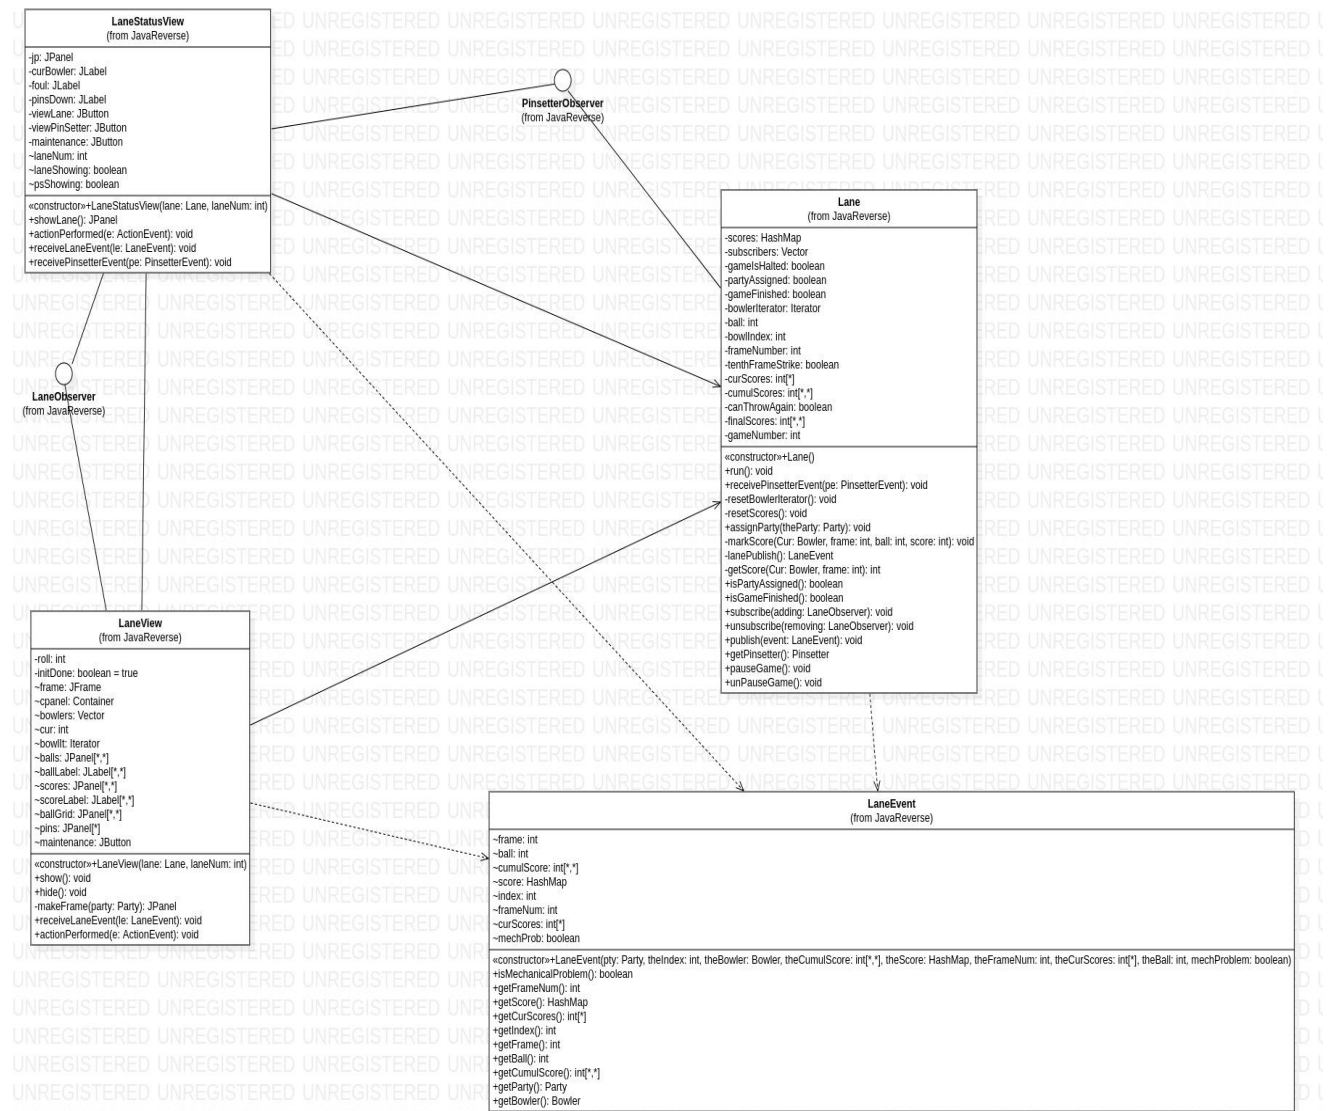 LaneStatusView
(from JavaReverse)
-jp: JPanel
-curBowler: JLabel
-foul: JLabel
-pinsDown: JLabel
-viewLane: JButton
-viewPinSetter: JButton
-maintenance: JButton
~laneNum: int
~laneShowing: boolean
~psShowing: boolean
«constructor»+LaneStatusView(lane: Lane, laneNum: int)
+showLane(): JPanel
+actionPerformed(e: ActionEvent): void
+receiveLaneEvent(le: LaneEvent): void
+receivePinsetterEvent(pe: PinsetterEvent): void
PinsetterObserver
(from JavaReverse)
Lane
(from JavaReverse)
-scores: HashMap
-subscribers: Vector
-gameIsHalted: boolean
-partyAssigned: boolean
-gameFinished: boolean
-bowlerIterator: Iterator
-ball: int
-bowlIndex: int
-frameNumber: int
-tenthFrameStrike: boolean
-curScores: int[*]
-cumulScores: int[*,*]
-canThrowAgain: boolean
-finalScores: int[*,*]
-gameNumber: int
«constructor»+Lane()
+run(): void
+receivePinsetterEvent(pe: PinsetterEvent): void
-resetBowlerIterator(): void
-resetScores(): void
+assignParty(theParty: Party): void
-markScore(Cur: Bowler, frame: int, ball: int, score: int): void
-lanePublish(): LaneEvent
-getScore(Cur: Bowler, frame: int): int
+isPartyAssigned(): boolean
+isGameFinished(): boolean
+subscribe(adding: LaneObserver): void
+unsubscribe(removing: LaneObserver): void
+publish(event: LaneEvent): void
+getPinsetter(): Pinsetter
+pauseGame(): void
+unPauseGame(): void
LaneObserver
(from JavaReverse)
LaneView
(from JavaReverse)
-roll: int
-initDone: boolean = true
~frame: JFrame
~cpanel: Container
~bowlers: Vector
~cur: int
~bowlIt: Iterator
~balls: JPanel[*,*]
~ballLabel: JLabel[*,*]
~scores: JPanel[*,*]
~scoreLabel: JLabel[*,*]
~ballGrid: JPanel[*,*]
~pins: JPanel[*]
~maintenance: JButton
«constructor»+LaneView(lane: Lane, laneNum: int)
+show(): void
+hide(): void
-makeFrame(party: Party): JPanel
+receiveLaneEvent(le: LaneEvent): void
+actionPerformed(e: ActionEvent): void
LaneEvent
(from JavaReverse)
~frame: int
~ball: int
~cumulScore: int[*,*]
~score: HashMap
~index: int
~frameNum: int
~curScores: int[*]
~mechProb: boolean
«constructor»+LaneEvent(pty: Party, theIndex: int, theBowler: Bowler, theCumulScore: int[*,*], theScore: HashMap, theFrameNum: int, theCurScores: int[*], theBall: int, mechProblem: boolean)
+isMechanicalProblem(): boolean
+getFrameNum(): int
+getScore(): HashMap
+getCurScores(): int[*]
+getIndex(): int
+getFrame(): int
+getBall(): int
+getCumulScore(): int[*,*]
+getParty(): Party
+getBowler(): Bowler
UNREGISTERED